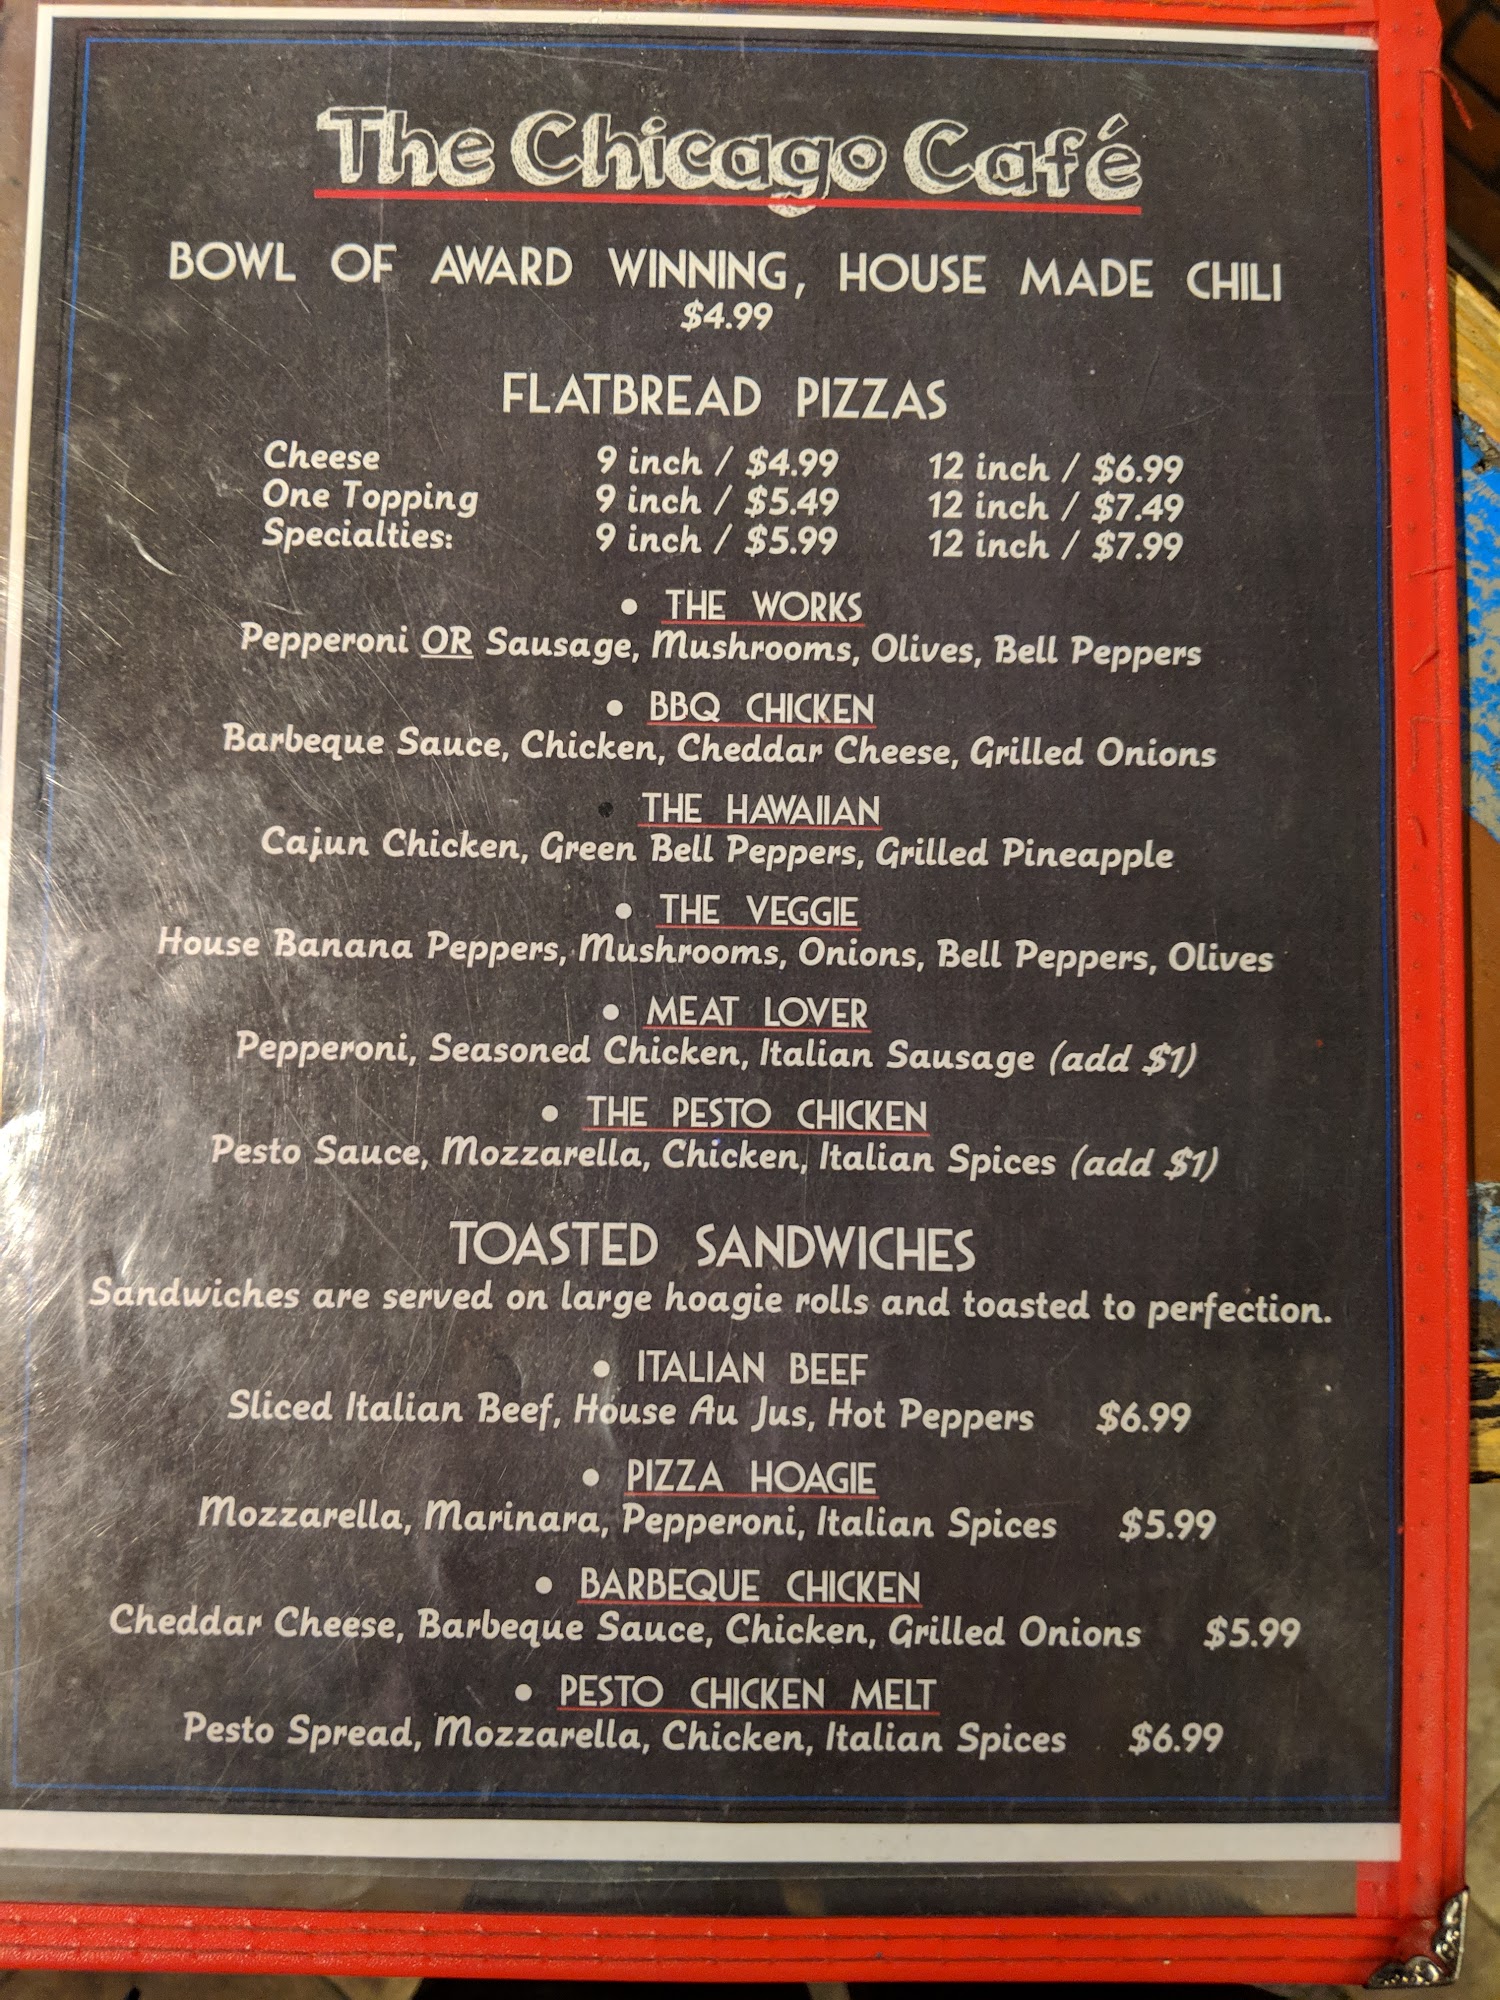 The Chicago Café
BOWL OF AWARD WINNING, HOUSE MADE CHILI
$4.99
FLATBREAD PIZZAS
Cheese 9 inch / $4.99 12 inch / $6.99
One Topping 9 inch / $5.49 12 inch / $7.49
Specialties: 9 inch / $5.99 12 inch / $7.99
• THE WORKS
Pepperoni OR Sausage, Mushrooms, Olives, Bell Peppers
• BBQ CHICKEN
Barbeque Sauce, Chicken, Cheddar Cheese, Grilled Onions
• THE HAWAIIAN
Cajun Chicken, Green Bell Peppers, Grilled Pineapple
• THE VEGGIE
House Banana Peppers, Mushrooms, Onions, Bell Peppers, Olives
• MEAT LOVER
Pepperoni, Seasoned Chicken, Italian Sausage (add $1)
• THE PESTO CHICKEN
Pesto Sauce, Mozzarella, Chicken, Italian Spices (add $1)
TOASTED SANDWICHES
Sandwiches are served on large hoagie rolls and toasted to perfection.
• ITALIAN BEEF
Sliced Italian Beef, House Au Jus, Hot Peppers $6.99
• PIZZA HOAGIE
Mozzarella, Marinara, Pepperoni, Italian Spices $5.99
• BARBEQUE CHICKEN
Cheddar Cheese, Barbeque Sauce, Chicken, Grilled Onions $5.99
• PESTO CHICKEN MELT
Pesto Spread, Mozzarella, Chicken, Italian Spices $6.99